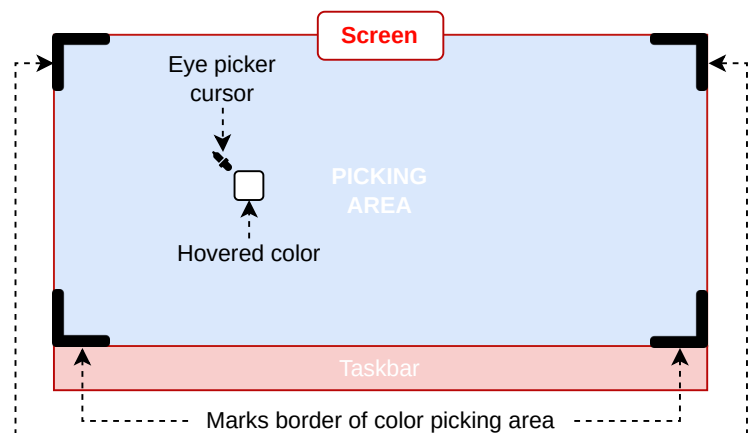 Screen
Eye picker
cursor
PICKING
AREA
Hovered color
Taskbar
Marks border of color picking area